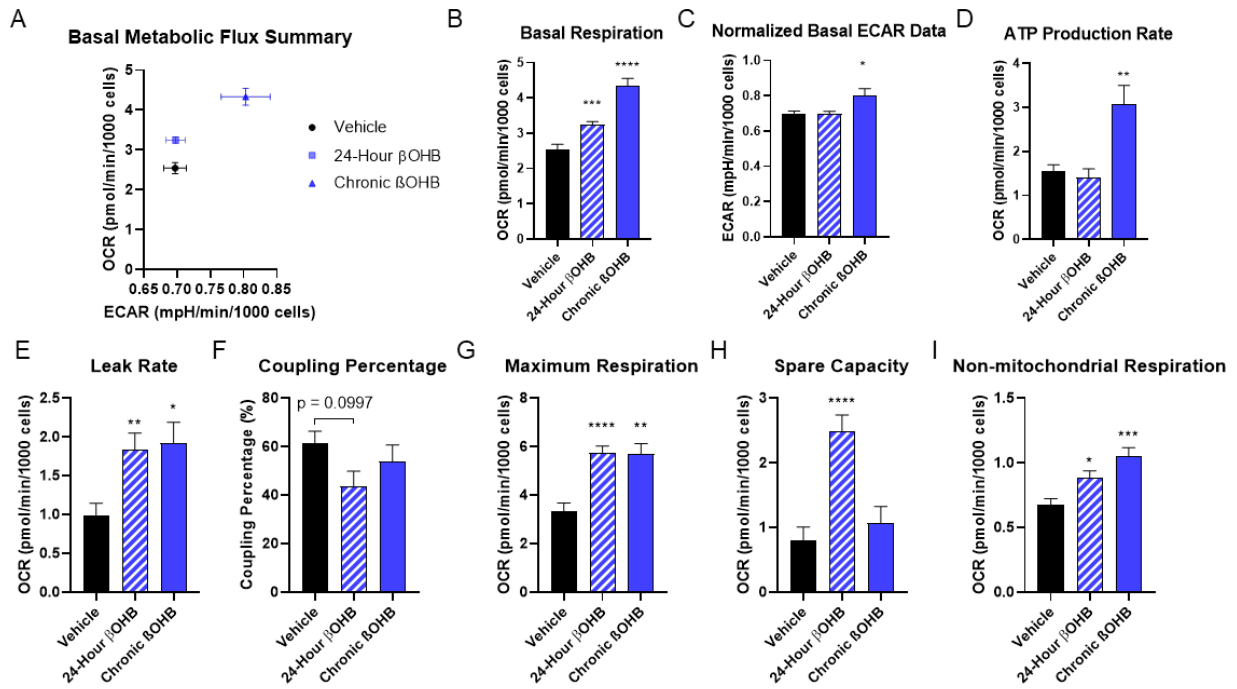 A
Basal Metabolic Flux Summary
OCR (pmol/min/1000 cells)
5
4
3
2
1
0
0.65 0.70 0.75 0.80 0.85
ECAR (mpH/min/1000 cells)
Vehicle
24-Hour βOHB
Chronic ßOHB
B
Basal Respiration
OCR (pmol/min/1000 cells)
5
4
3
2
1
0
***
****
Vehicle
24-Hour βOHB
Chronic ßOHB
C
Normalized Basal ECAR Data
ECAR (mpH/min/1000 cells)
1.0
0.8
0.6
0.4
0.2
0.0
*
Vehicle
24-Hour βOHB
Chronic ßOHB
D
ATP Production Rate
OCR (pmol/min/1000 cells)
4
3
2
1
0
**
Vehicle
24-Hour βOHB
Chronic ßOHB
E
Leak Rate
OCR (pmol/min/1000 cells)
2.5
2.0
1.5
1.0
0.5
0.0
**
*
Vehicle
24-Hour βOHB
Chronic ßOHB
F
Coupling Percentage
Coupling Percentage (%)
80
60
40
20
0
p = 0.0997
Vehicle
24-Hour βOHB
Chronic ßOHB
G
Maximum Respiration
OCR (pmol/min/1000 cells)
8
6
4
2
0
****
**
Vehicle
24-Hour βOHB
Chronic ßOHB
H
Spare Capacity
OCR (pmol/min/1000 cells)
3
2
1
0
****
Vehicle
24-Hour βOHB
Chronic ßOHB
I
Non-mitochondrial Respiration
OCR (pmol/min/1000 cells)
1.5
1.0
0.5
0.0
*
***
Vehicle
24-Hour βOHB
Chronic ßOHB